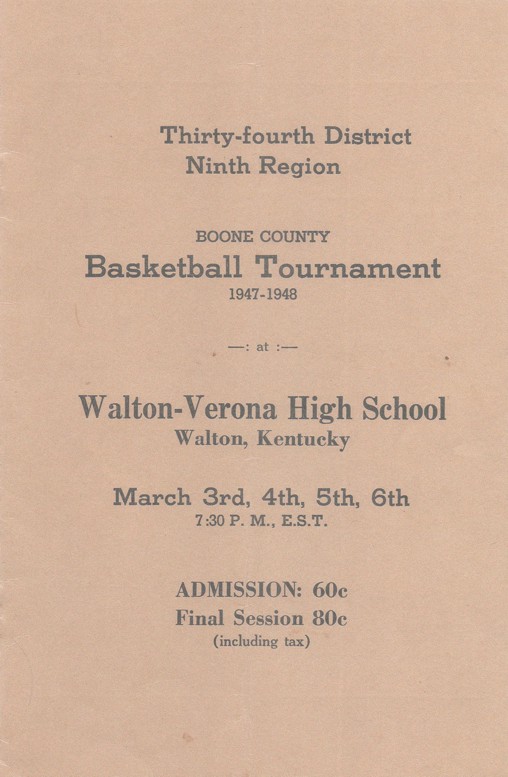 Thirty-fourth District
Ninth Region
BOONE COUNTY
Basketball Tournament
1947-1948
—: at :—
Walton-Verona High School
Walton, Kentucky
March 3rd, 4th, 5th, 6th
7:30 P. M., E.S.T.
ADMISSION: 60c
Final Session 80c
(including tax)